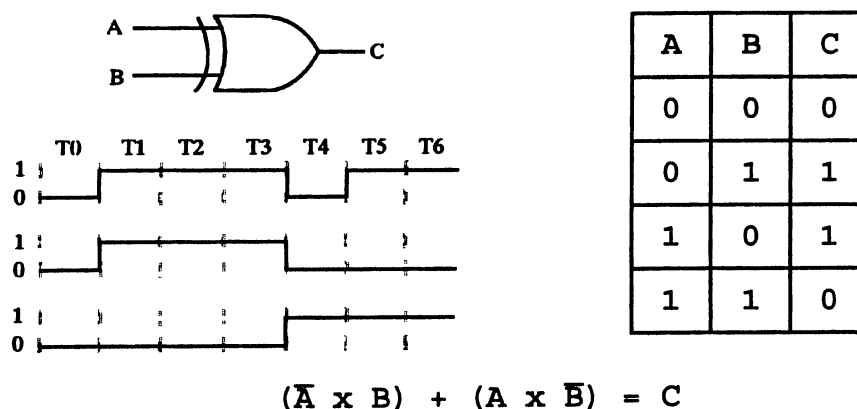 A
B
C
T0 T1 T2 T3 T4 T5 T6
1
0
1
0
1
0
A B C
0 0 0
0 1 1
1 0 1
1 1 0
(A̅ x B) + (A x B̅) = C